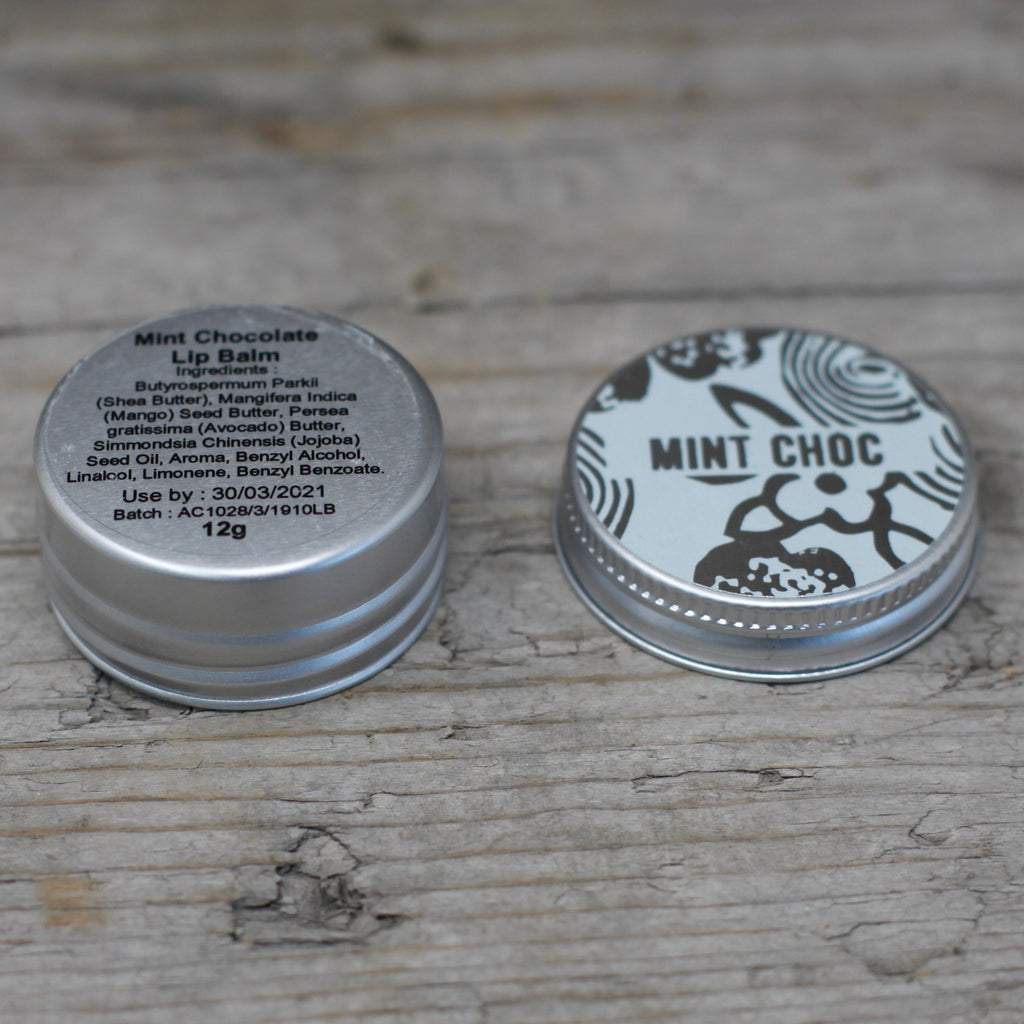 Mint Chocolate
Lip Balm
Ingredients :
Butyrospermum Parkii
(Shea Butter), Mangifera Indica
(Mango) Seed Butter, Persea
gratissima (Avocado) Butter,
Simmondsia Chinensis (Jojoba)
Seed Oil, Aroma, Benzyl Alcohol,
Linalool, Limonene, Benzyl Benzoate.
Use by : 30/03/2021
Batch : AC1028/3/1910LB
12g
MINT CHOC